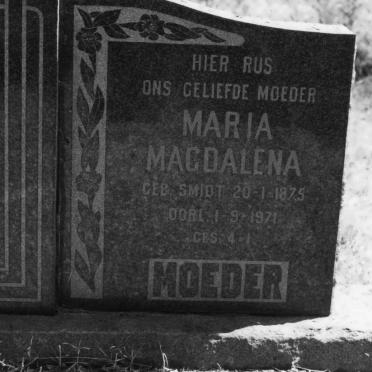 HIER RUS
ONS GELIEFDE MOEDER
MARIA
MAGDALENA
GEB. SMIDT 20-1-1875
OORL. 1-9-1971
GES. 4-1
MOEDER